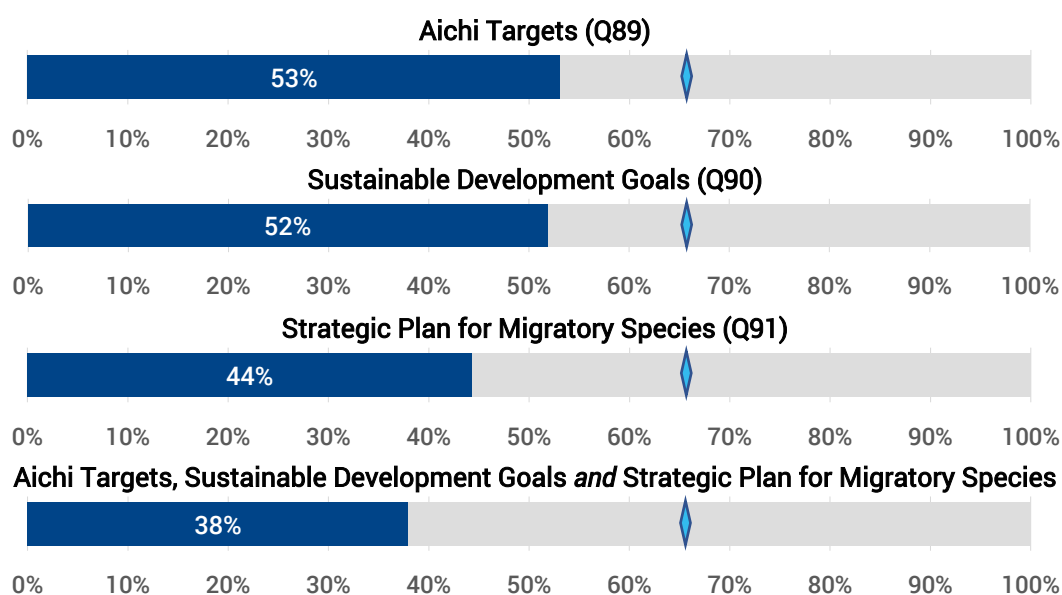 Aichi Targets (Q89)
53%
0% 10% 20% 30% 40% 50% 60% 70% 80% 90% 100%
Sustainable Development Goals (Q90)
52%
0% 10% 20% 30% 40% 50% 60% 70% 80% 90% 100%
Strategic Plan for Migratory Species (Q91)
44%
0% 10% 20% 30% 40% 50% 60% 70% 80% 90% 100%
Aichi Targets, Sustainable Development Goals and Strategic Plan for Migratory Species
38%
0% 10% 20% 30% 40% 50% 60% 70% 80% 90% 100%